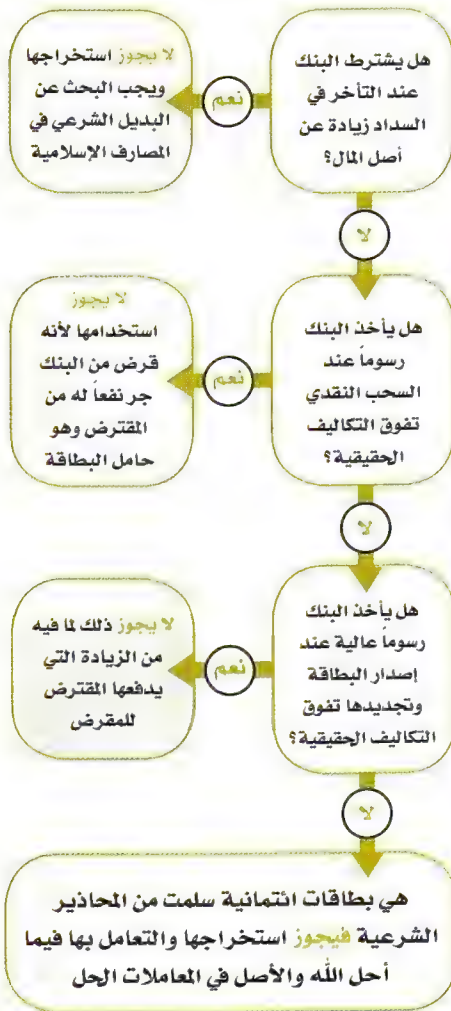 هل يشترط البنك
عند التأخر في
السداد زيادة عن
أصل المال؟
نعم
لا يجوز استخراجها
ويجب البحث عن
البديل الشرعي في
المصارف الإسلامية
لا
هل يأخذ البنك
رسوماً عند
السحب النقدي
تفوق التكاليف
الحقيقية؟
نعم
لا يجوز
استخدامها لأنه
قرض من البنك
جر نفعاً له من
المقترض وهو
حامل البطاقة
لا
هل يأخذ البنك
رسوماً عالية عند
إصدار البطاقة
وتجديدها تفوق
التكاليف الحقيقية؟
نعم
لا يجوز ذلك لما فيه
من الزيادة التي
يدفعها المقترض
للمقرض
لا
هي بطاقات ائتمانية سلمت من المحاذير
الشرعية فيجوز استخراجها والتعامل بها فيما
أحل الله والأصل في المعاملات الحل